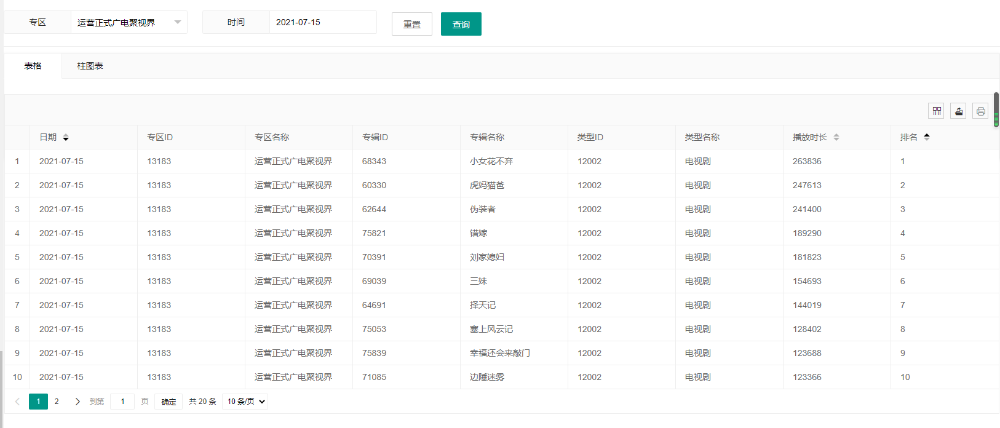 专区 运营正式广电聚视界 时间 2021-07-15 重置 查询
表格 柱图表
日期 专区ID 专区名称 专辑ID 专辑名称 类型ID 类型名称 播放时长 排名
1 2021-07-15 13183 运营正式广电聚视界 68343 小女花不弃 12002 电视剧 263836 1
2 2021-07-15 13183 运营正式广电聚视界 60330 虎妈猫爸 12002 电视剧 247613 2
3 2021-07-15 13183 运营正式广电聚视界 62644 伪装者 12002 电视剧 241400 3
4 2021-07-15 13183 运营正式广电聚视界 75821 错嫁 12002 电视剧 189290 4
5 2021-07-15 13183 运营正式广电聚视界 70391 刘家媳妇 12002 电视剧 181823 5
6 2021-07-15 13183 运营正式广电聚视界 69039 三妹 12002 电视剧 154693 6
7 2021-07-15 13183 运营正式广电聚视界 64691 择天记 12002 电视剧 144019 7
8 2021-07-15 13183 运营正式广电聚视界 75053 塞上风云记 12002 电视剧 128402 8
9 2021-07-15 13183 运营正式广电聚视界 75839 幸福还会来敲门 12002 电视剧 123688 9
10 2021-07-15 13183 运营正式广电聚视界 71085 边陲迷雾 12002 电视剧 123366 10
1 2 到第 1 页 确定 共 20 条 10 条/页